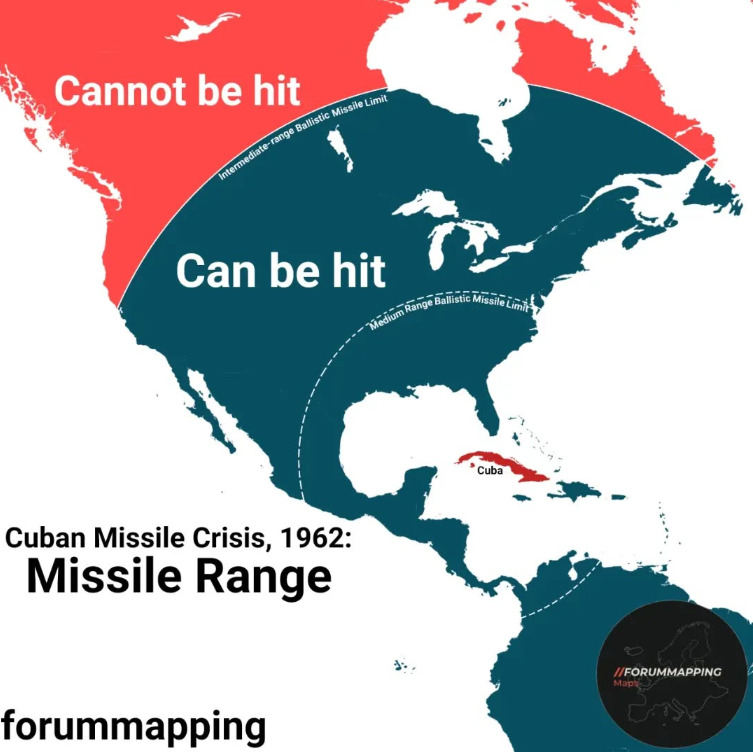 Cannot be hit
Intermediate-range Ballistic Missile Limit
Can be hit
Medium Range Ballistic Missile Limit
Cuba
Cuban Missile Crisis, 1962:
Missile Range
//FORUMMAPPING
Maps
forummapping